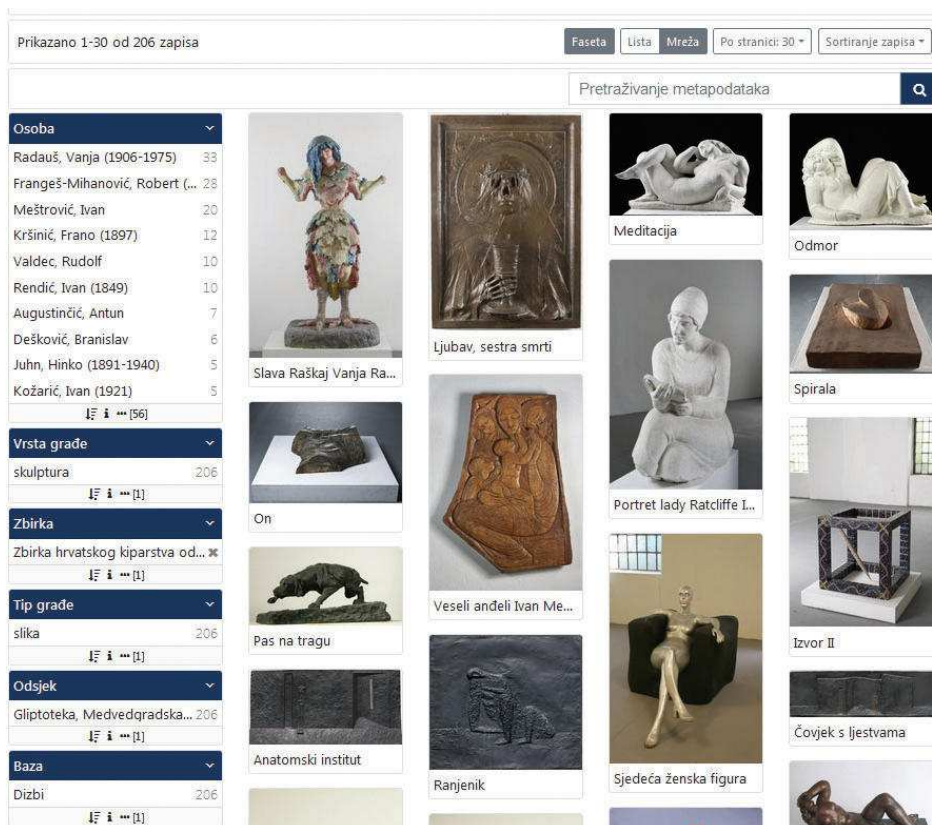 Prikazano 1-30 od 206 zapisa
Faseta
Lista
Mreža
Po stranici: 30
Sortiranje zapisa
Pretraživanje metapodataka
Osoba
Radauš, Vanja (1906-1975) 33
Frangeš-Mihanović, Robert (... 28
Meštrović, Ivan 20
Kršinić, Frano (1897) 12
Valdec, Rudolf 10
Rendić, Ivan (1849) 10
Augustinčić, Antun 7
Dešković, Branislav 6
Juhn, Hinko (1891-1940) 5
Kožarić, Ivan (1921) 5
[56]
Vrsta građe
skulptura 206
[1]
Zbirka
Zbirka hrvatskog kiparstva od...
[1]
Tip građe
slika 206
[1]
Odsjek
Gliptoteka, Medvedgradska... 206
[1]
Baza
Dizbi 206
[1]
Slava Raškaj Vanja Ra...
On
Pas na tragu
Anatomski institut
Ljubav, sestra smrti
Veseli anđeli Ivan Me...
Ranjenik
Meditacija
Portret lady Ratcliffe I...
Sjedeća ženska figura
Odmor
Spirala
Izvor II
Čovjek s ljestvama